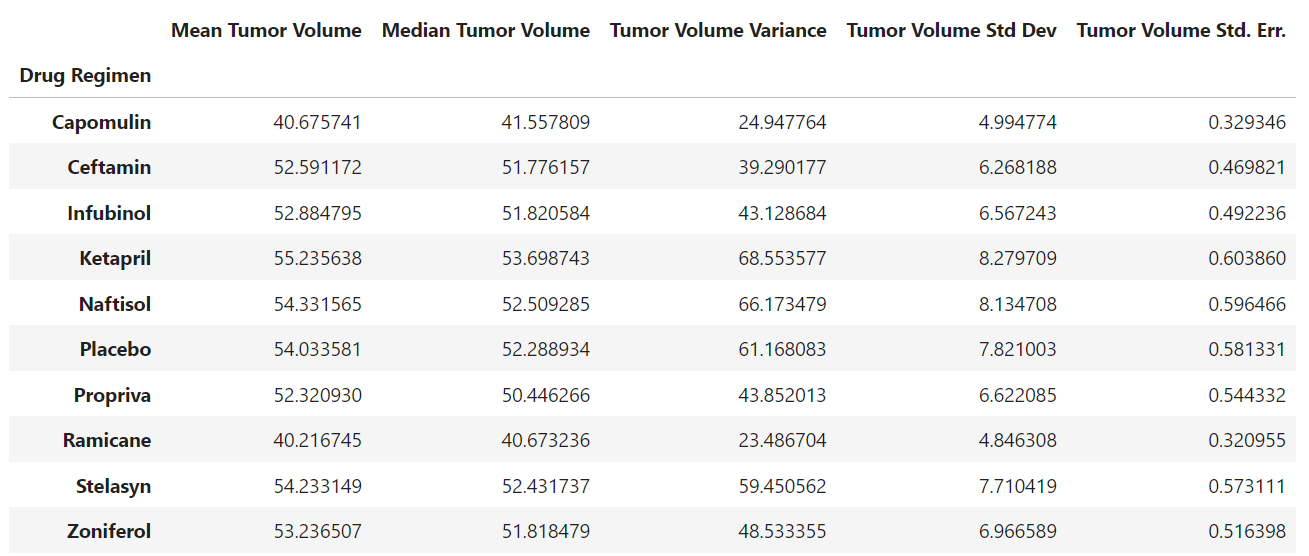 Mean Tumor Volume Median Tumor Volume Tumor Volume Variance Tumor Volume Std Dev Tumor Volume Std. Err.
Drug Regimen
Capomulin 40.675741 41.557809 24.947764 4.994774 0.329346
Ceftamin 52.591172 51.776157 39.290177 6.268188 0.469821
Infubinol 52.884795 51.820584 43.128684 6.567243 0.492236
Ketapril 55.235638 53.698743 68.553577 8.279709 0.603860
Naftisol 54.331565 52.509285 66.173479 8.134708 0.596466
Placebo 54.033581 52.288934 61.168083 7.821003 0.581331
Propriva 52.320930 50.446266 43.852013 6.622085 0.544332
Ramicane 40.216745 40.673236 23.486704 4.846308 0.320955
Stelasyn 54.233149 52.431737 59.450562 7.710419 0.573111
Zoniferol 53.236507 51.818479 48.533355 6.966589 0.516398